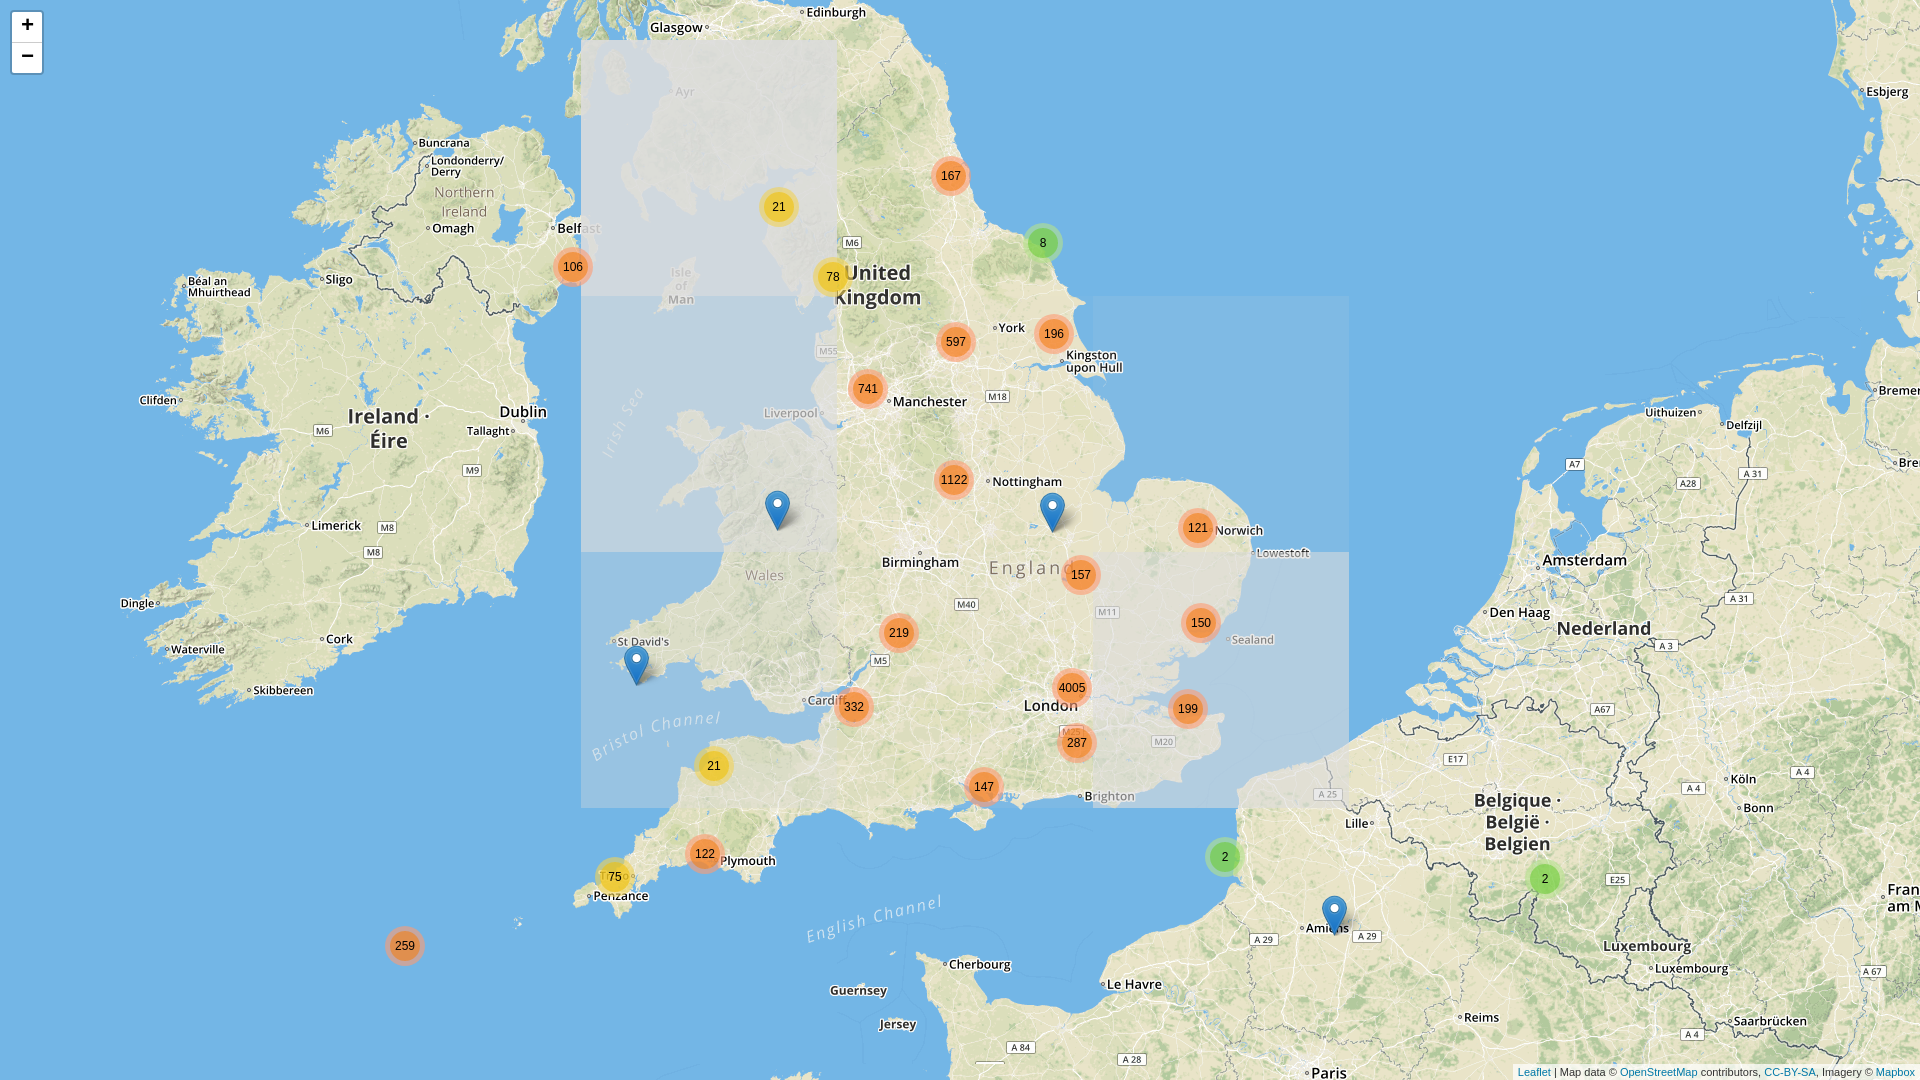 +
−
Glasgow
Edinburgh
Ayr
Esbjerg
Buncrana
Londonderry/
Derry
Northern
Ireland
Omagh
Belfast
167
21
8
106
M6
78
United
Kingdom
Isle
of
Man
Sligo
Béal an
Mhuirthead
York
196
597
M55
Kingston
upon Hull
741
Manchester
M18
Clifden
Ireland ·
Éire
M6
Dublin
Tallaght
Liverpool
Irish Sea
Uithuizen
Delfzijl
Bremer
M9
1122
Nottingham
A7
A 31
A28
Bre
Limerick
M8
M8
121
Norwich
Lowestoft
Birmingham
England
157
Wales
Amsterdam
Dingle
M40
M11
Den Haag
A 31
Nederland
150
Sealand
219
Cork
Waterville
St David's
M5
A 3
Skibbereen
4005
London
Cardiff
332
199
A67
Bristol Channel
287
M20
E17
21
147
Brighton
A 25
Köln
A 4
A 4
Bonn
Belgique ·
België ·
Belgien
Lille
122
Plymouth
2
75
Penzance
2
E25
Fran
am M
English Channel
259
Amiens
A 29
A 29
Luxembourg
Luxembourg
A 67
Cherbourg
Le Havre
Guernsey
Jersey
Reims
Saarbrücken
A 84
A 28
A 4
Paris
Leaflet | Map data © OpenStreetMap contributors, CC-BY-SA, Imagery © Mapbox